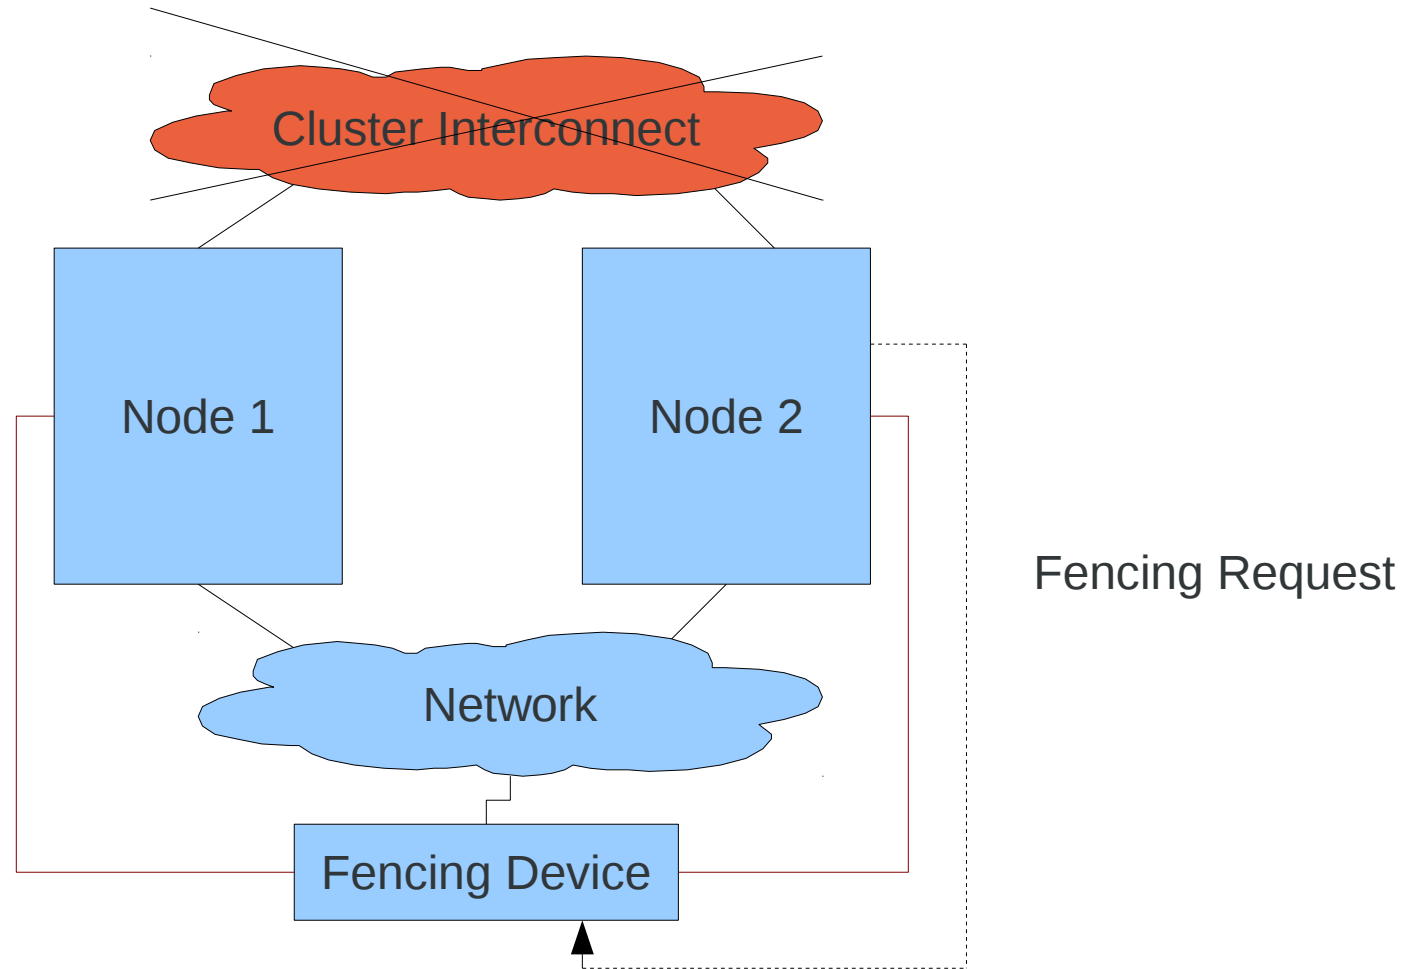 Cluster Interconnect
Node 1
Node 2
Fencing Request
Network
Fencing Device